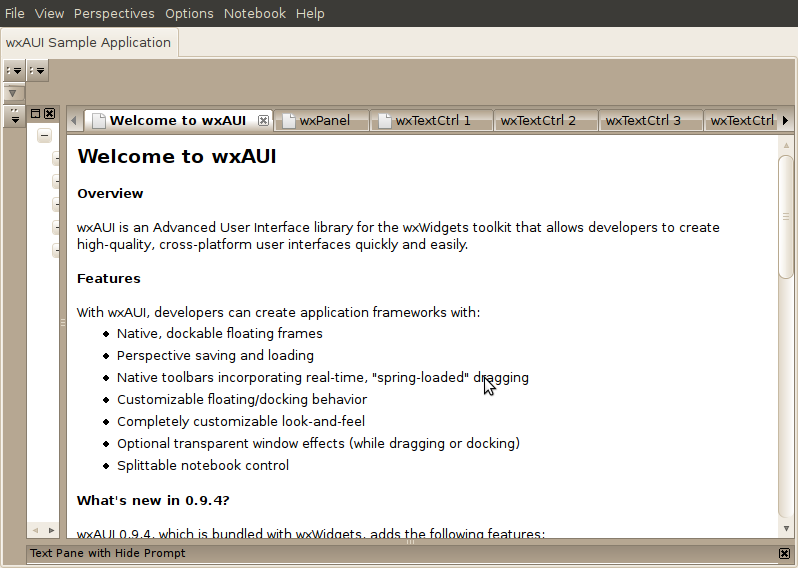 File View Perspectives Options Notebook Help
wxAUI Sample Application
Welcome to wxAUI wxPanel wxTextCtrl 1 wxTextCtrl 2 wxTextCtrl 3 wxTextCtrl
Welcome to wxAUI
Overview
wxAUI is an Advanced User Interface library for the wxWidgets toolkit that allows developers to create
high-quality, cross-platform user interfaces quickly and easily.
Features
With wxAUI, developers can create application frameworks with:
Native, dockable floating frames
Perspective saving and loading
Native toolbars incorporating real-time, "spring-loaded" dragging
Customizable floating/docking behavior
Completely customizable look-and-feel
Optional transparent window effects (while dragging or docking)
Splittable notebook control
What's new in 0.9.4?
wxAUI 0.9.4, which is bundled with wxWidgets, adds the following features:
Text Pane with Hide Prompt